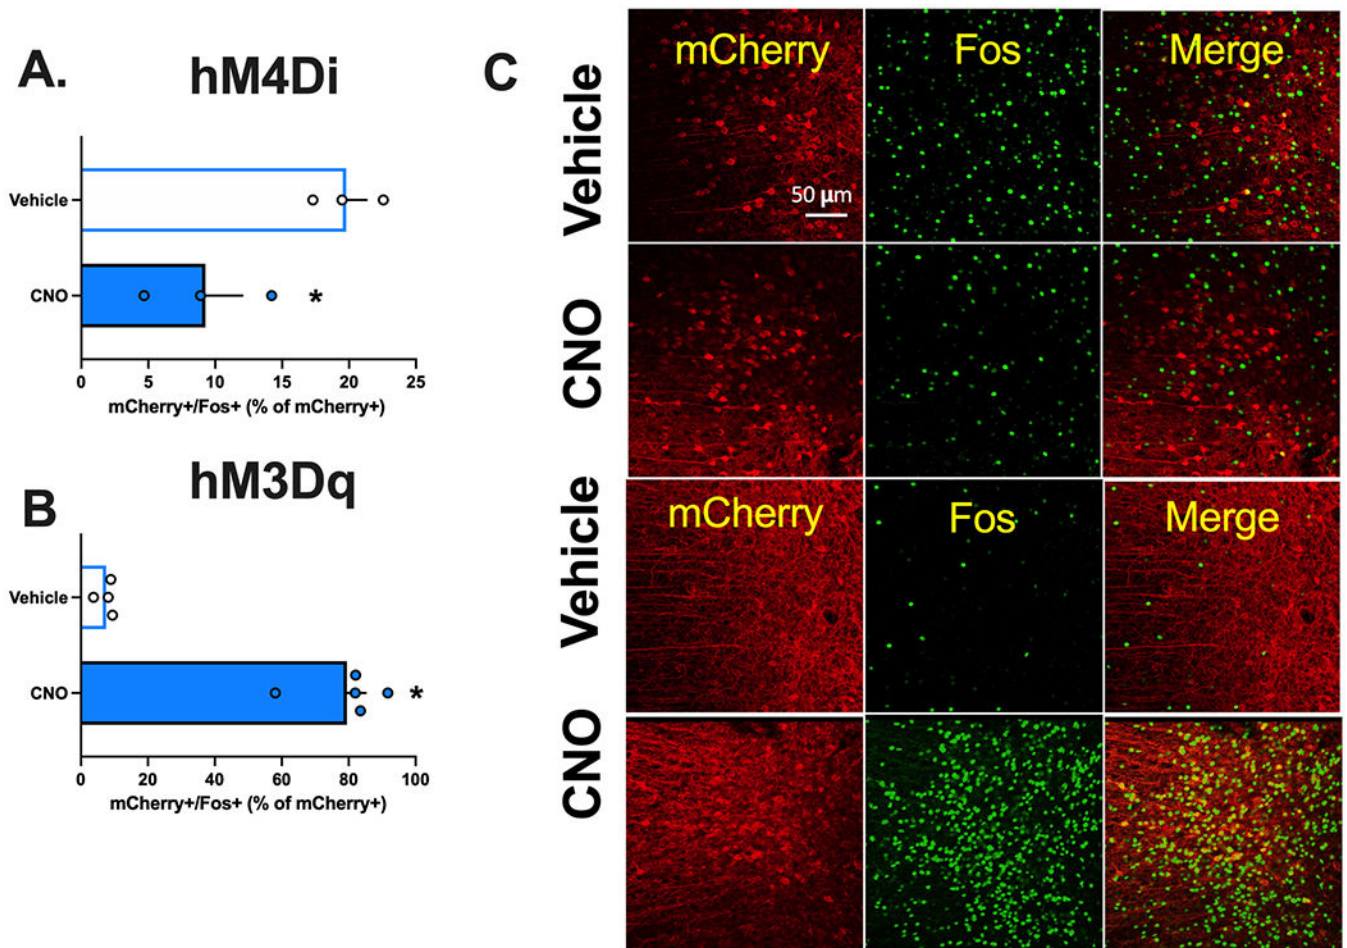 A.
hM4Di
Vehicle
CNO
*
0 5 10 15 20 25
mCherry+/Fos+ (% of mCherry+)
B
hM3Dq
Vehicle
CNO
*
0 20 40 60 80 100
mCherry+/Fos+ (% of mCherry+)
C
Vehicle
mCherry
Fos
Merge
50 µm
CNO
Vehicle
mCherry
Fos
Merge
CNO